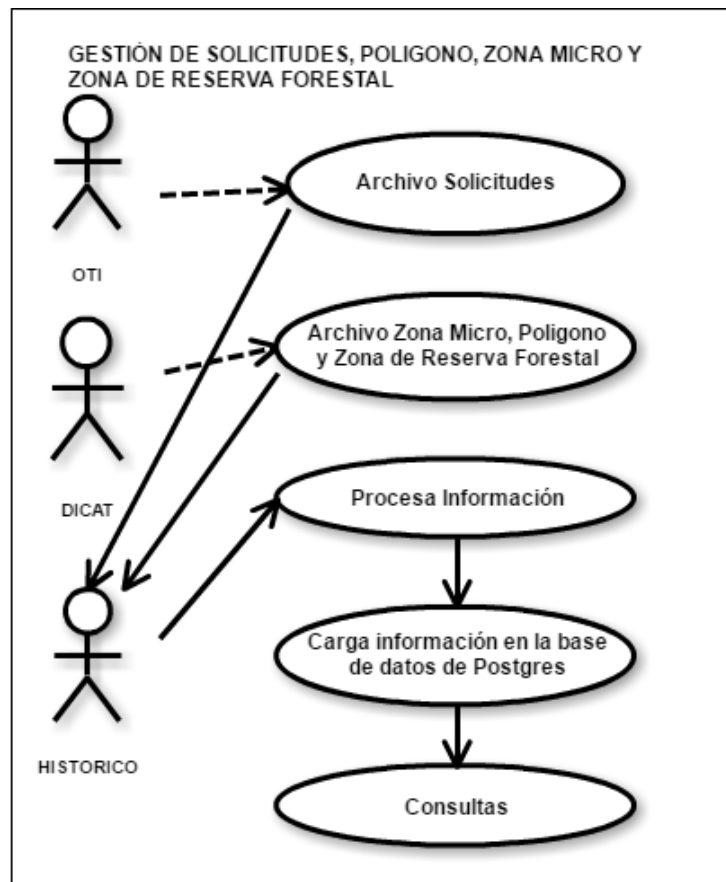 GESTIÓN DE SOLICITUDES, POLIGONO, ZONA MICRO Y
ZONA DE RESERVA FORESTAL
Archivo Solicitudes
OTI
Archivo Zona Micro, Poligono
y Zona de Reserva Forestal
DICAT
Procesa Información
Carga información en la base
de datos de Postgres
HISTORICO
Consultas